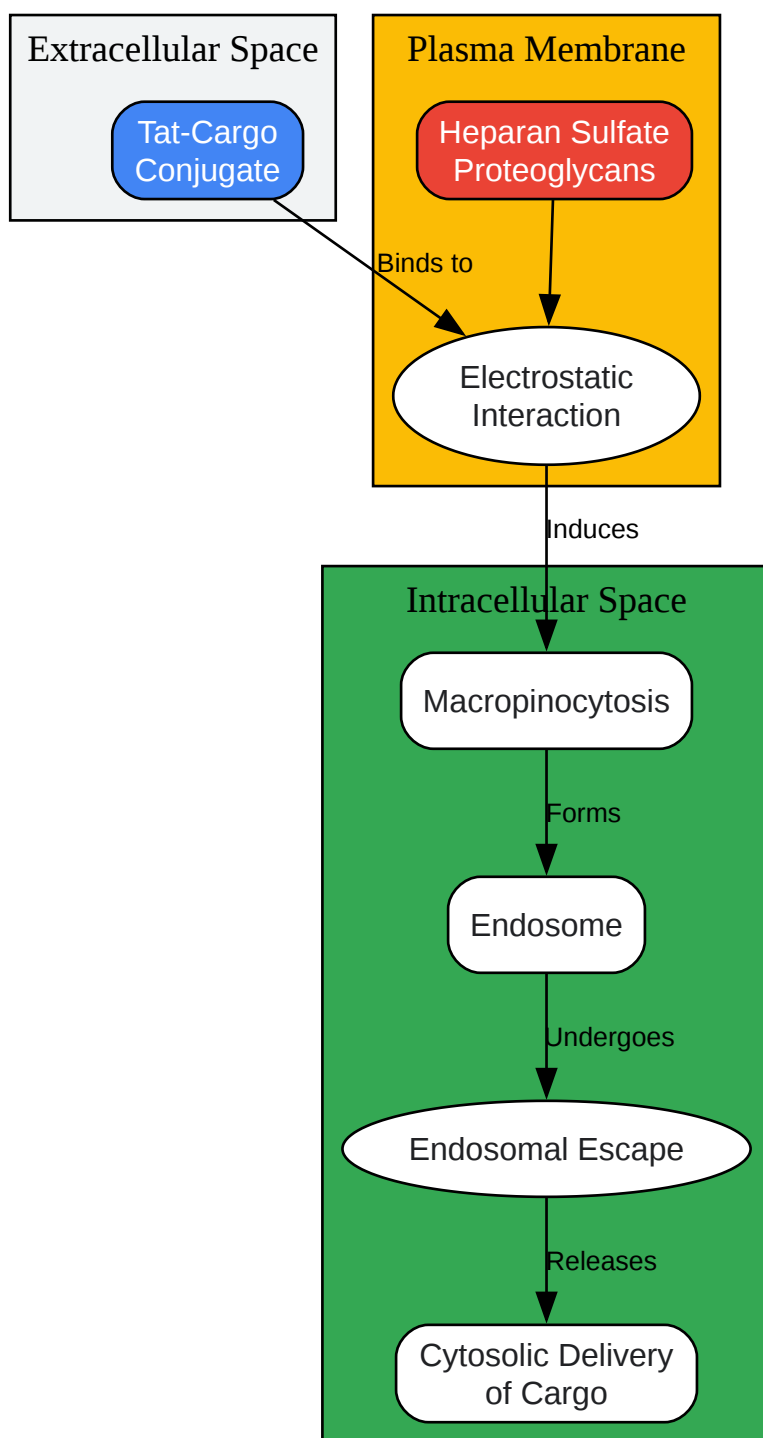 Extracellular Space
Plasma Membrane
Tat-Cargo
Conjugate
Heparan Sulfate
Proteoglycans
Binds to
Electrostatic
Interaction
Induces
Intracellular Space
Macropinocytosis
Forms
Endosome
Undergoes
Endosomal Escape
Releases
Cytosolic Delivery
of Cargo